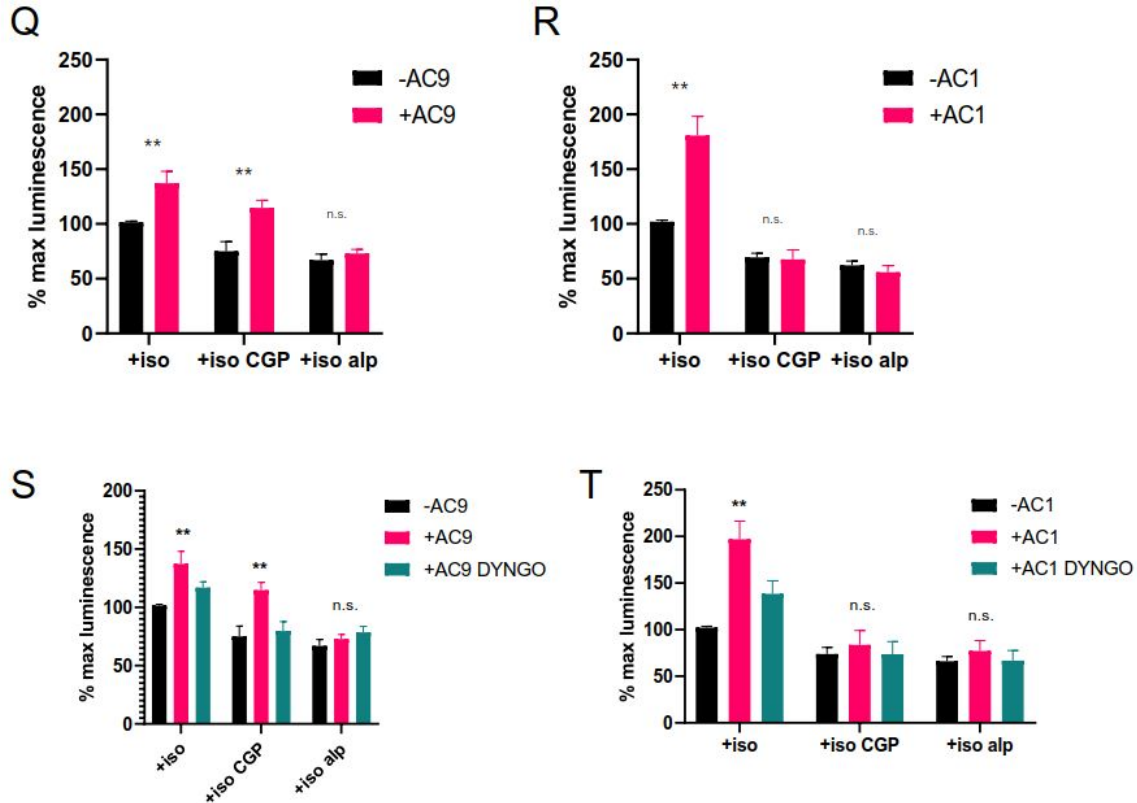 Q
% max luminescence
250
200
150
100
50
0
-AC9
+AC9
**
**
n.s.
+iso
+iso CGP
+iso alp
R
% max luminescence
250
200
150
100
50
0
-AC1
+AC1
**
n.s.
n.s.
+iso
+iso CGP
+iso alp
S
% max luminescence
200
150
100
50
0
-AC9
+AC9
+AC9 DYNGO
**
**
n.s.
+iso
+iso CGP
+iso alp
T
% max luminescence
250
200
150
100
50
0
-AC1
+AC1
+AC1 DYNGO
**
n.s.
n.s.
+iso
+iso CGP
+iso alp